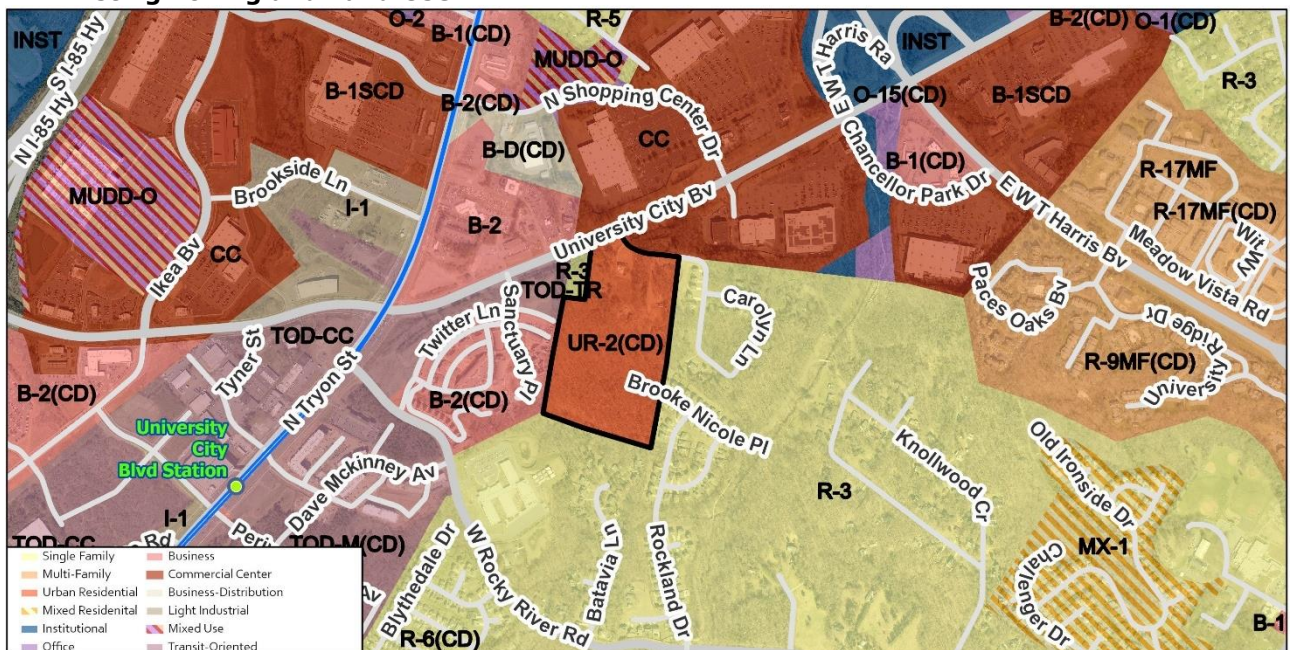 INST
S I-85 Hy
N I-85 Hy
O-2
B-1(CD)
R-5
MUDD-O
B-2(CD)
N Shopping Center Dr
B-1SCD
CC
B-D(CD)
E W T Harris Ra
INST
B-2(CD)
O-1(CD)
R-3
O-15(CD)
B-1SCD
B-1(CD)
Chancellor Park Dr
E W T Harris Bv
R-17MF
R-17MF(CD)
Meadow Vista Rd
MUDD-O
Brookside Ln
I-1
B-2
University City Bv
Ikea Bv
CC
R-3
TOD-TR
UR-2(CD)
Carolyn Ln
Paces Oaks Bv
R-9MF(CD)
University Ridge Dr
TOD-CC
Tyner St
Twitter Ln
Sanctuary Pl
B-2(CD)
N Tryon St
B-2(CD)
Brooke Nicole Pl
University
City
Blvd Station
Dave Mckinney Av
R-3
Knollwood Cr
Old Ironside Dr
I-1
TOD-CC
TOD-M(CD)
W Rocky River Rd
Blythedale Dr
Batavia Ln
Rockland Dr
MX-1
Challenger Dr
R-6(CD)
B-1
Single Family
Business
Multi-Family
Commercial Center
Urban Residential
Business-Distribution
Mixed Residenital
Light Industrial
Institutional
Mixed Use
Office
Transit-Oriented